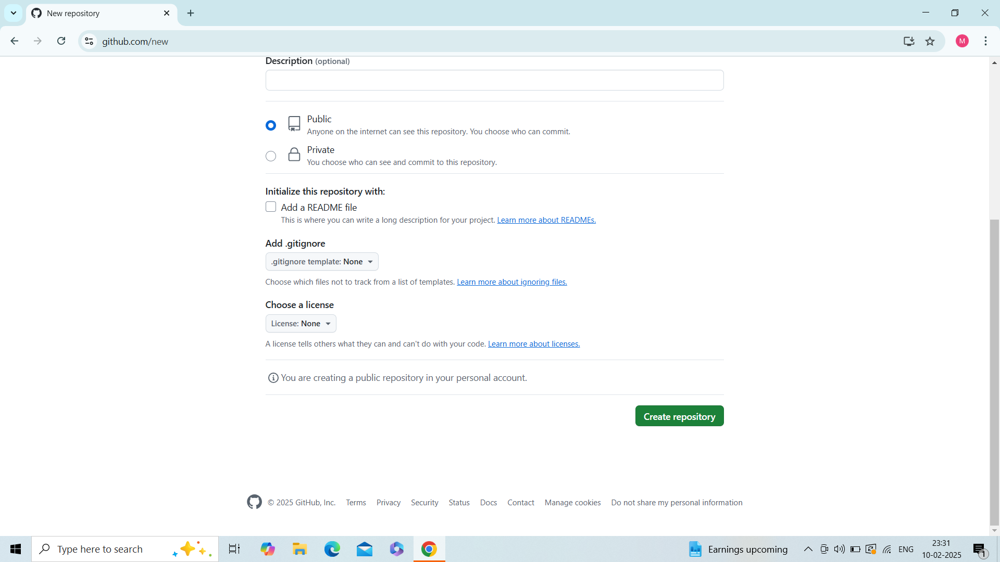 New repository
github.com/new
M
Description (optional)
Public
Anyone on the internet can see this repository. You choose who can commit.
Private
You choose who can see and commit to this repository.
Initialize this repository with:
Add a README file
This is where you can write a long description for your project. Learn more about READMEs.
Add .gitignore
.gitignore template: None
Choose which files not to track from a list of templates. Learn more about ignoring files.
Choose a license
License: None
A license tells others what they can and can't do with your code. Learn more about licenses.
You are creating a public repository in your personal account.
Create repository
© 2025 GitHub, Inc. Terms Privacy Security Status Docs Contact Manage cookies Do not share my personal information
Type here to search
Earnings upcoming
ENG
23:31
10-02-2025
1